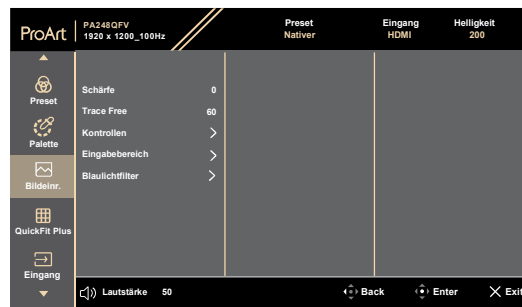 ProArt
PA248QFV
1920 x 1200_100Hz
Preset
Nativer
Eingang
HDMI
Helligkeit
200
Preset
Palette
Bildeinr.
QuickFit Plus
Eingang
Schärfe 0
Trace Free 60
Kontrollen
Eingabebereich
Blaulichtfilter
Lautstärke 50
Back
Enter
Exit